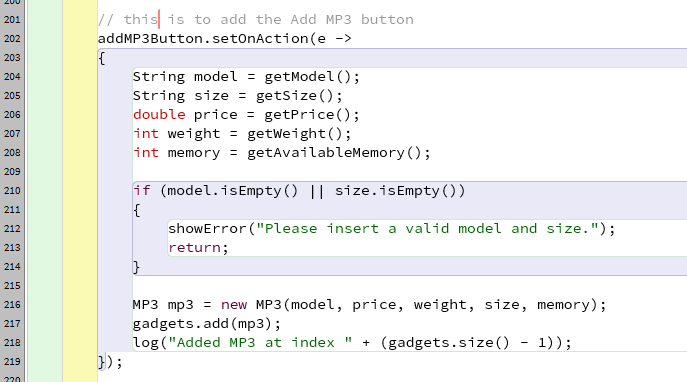 201 // this is to add the Add MP3 button
202 addMP3Button.setOnAction(e ->
203 {
204 String model = getModel();
205 String size = getSize();
206 double price = getPrice();
207 int weight = getWeight();
208 int memory = getAvailableMemory();
209
210 if (model.isEmpty() || size.isEmpty())
211 {
212 showError("Please insert a valid model and size.");
213 return;
214 }
215
216 MP3 mp3 = new MP3(model, price, weight, size, memory);
217 gadgets.add(mp3);
218 log("Added MP3 at index " + (gadgets.size() - 1));
219 });